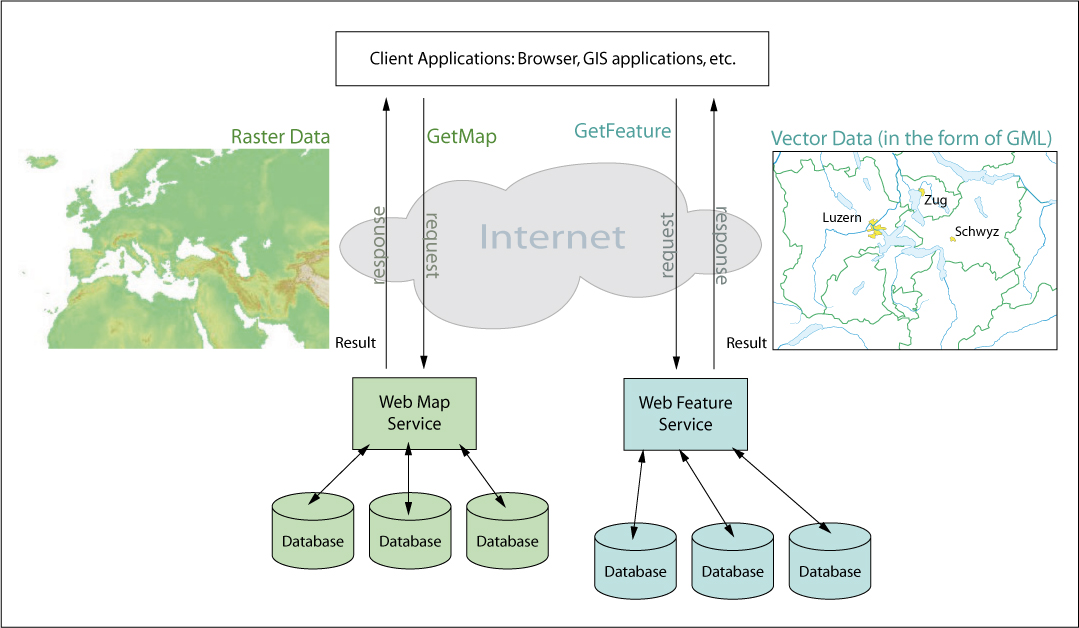 Client Applications: Browser, GIS applications, etc.
Raster Data
GetMap
GetFeature
Vector Data (in the form of GML)
response
request
Internet
request
response
Luzern
Zug
Schwyz
Result
Result
Web Map
Service
Web Feature
Service
Database
Database
Database
Database
Database
Database